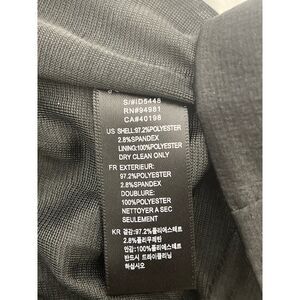 S/#ID5448
RN#94981
CA#40198
US SHELL:97.2%POLYESTER
2.8%SPANDEX
LINING:100%POLYESTER
DRY CLEAN ONLY
FR EXTERIEUR:
97.2%POLYESTER
2.8%SPANDEX
DOUBLURE:
100%POLYESTER
NETTOYER A SEC
SEULEMENT
KR 겉감:97.2%폴리에스테르
2.8%폴리우레탄
안감:100%폴리에스테르
반드시 드라이클리닝
하십시오